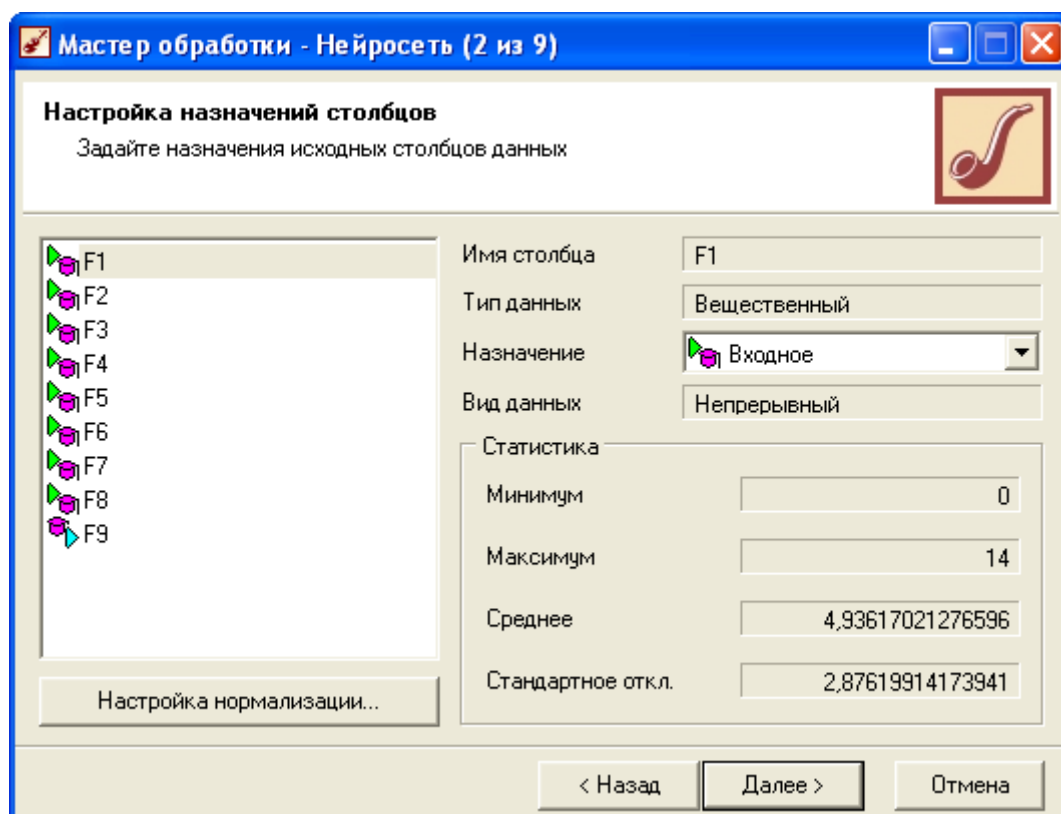 Мастер обработки - Нейросеть (2 из 9)
Настройка назначений столбцов
Задайте назначения исходных столбцов данных
F1
F2
F3
F4
F5
F6
F7
F8
F9
Настройка нормализации...
Имя столбца F1
Тип данных Вещественный
Назначение Входное
Вид данных Непрерывный
Статистика
Минимум 0
Максимум 14
Среднее 4,93617021276596
Стандартное откл. 2,87619914173941
< Назад Далее > Отмена